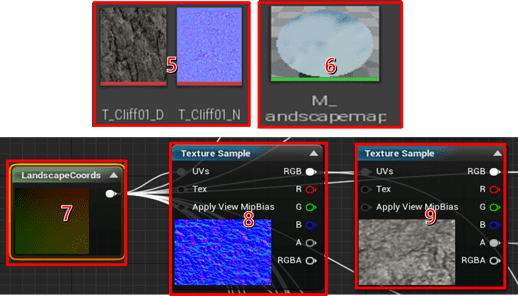 5
T_Cliff01_D
T_Cliff01_N
6
M_
andscapemap
LandscapeCoords
7
Texture Sample
UVs
RGB
Tex
R
Apply View MipBias
G
8
B
A
RGBA
Texture Sample
UVs
RGB
Tex
R
Apply View MipBias
G
9
B
A
RGBA